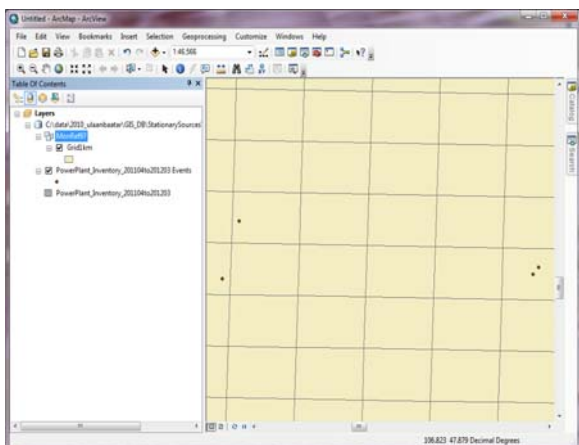 Untitled - ArcMap - ArcView
File Edit View Bookmarks Insert Selection Geoprocessing Customize Windows Help
1:46,566
Table Of Contents
Layers
C:\data\2010_ulaanbaatar\GIS_DB\StationarySources
Grid1km
PowerPlant_Inventory_201104to201203 Events
PowerPlant_Inventory_201104to201203
Catalog
Search
106.823 47.879 Decimal Degrees